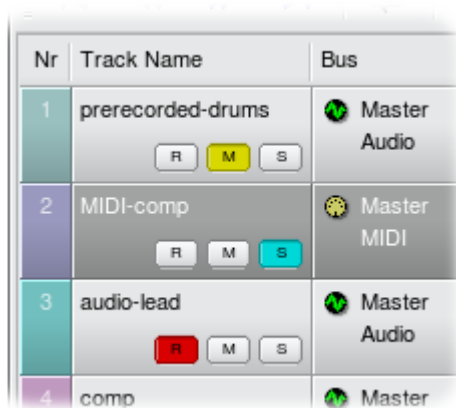 Nr Track Name Bus
1 prerecorded-drums Master
Audio
R M S
2 MIDI-comp Master
MIDI
R M S
3 audio-lead Master
Audio
R M S
4 comp Master